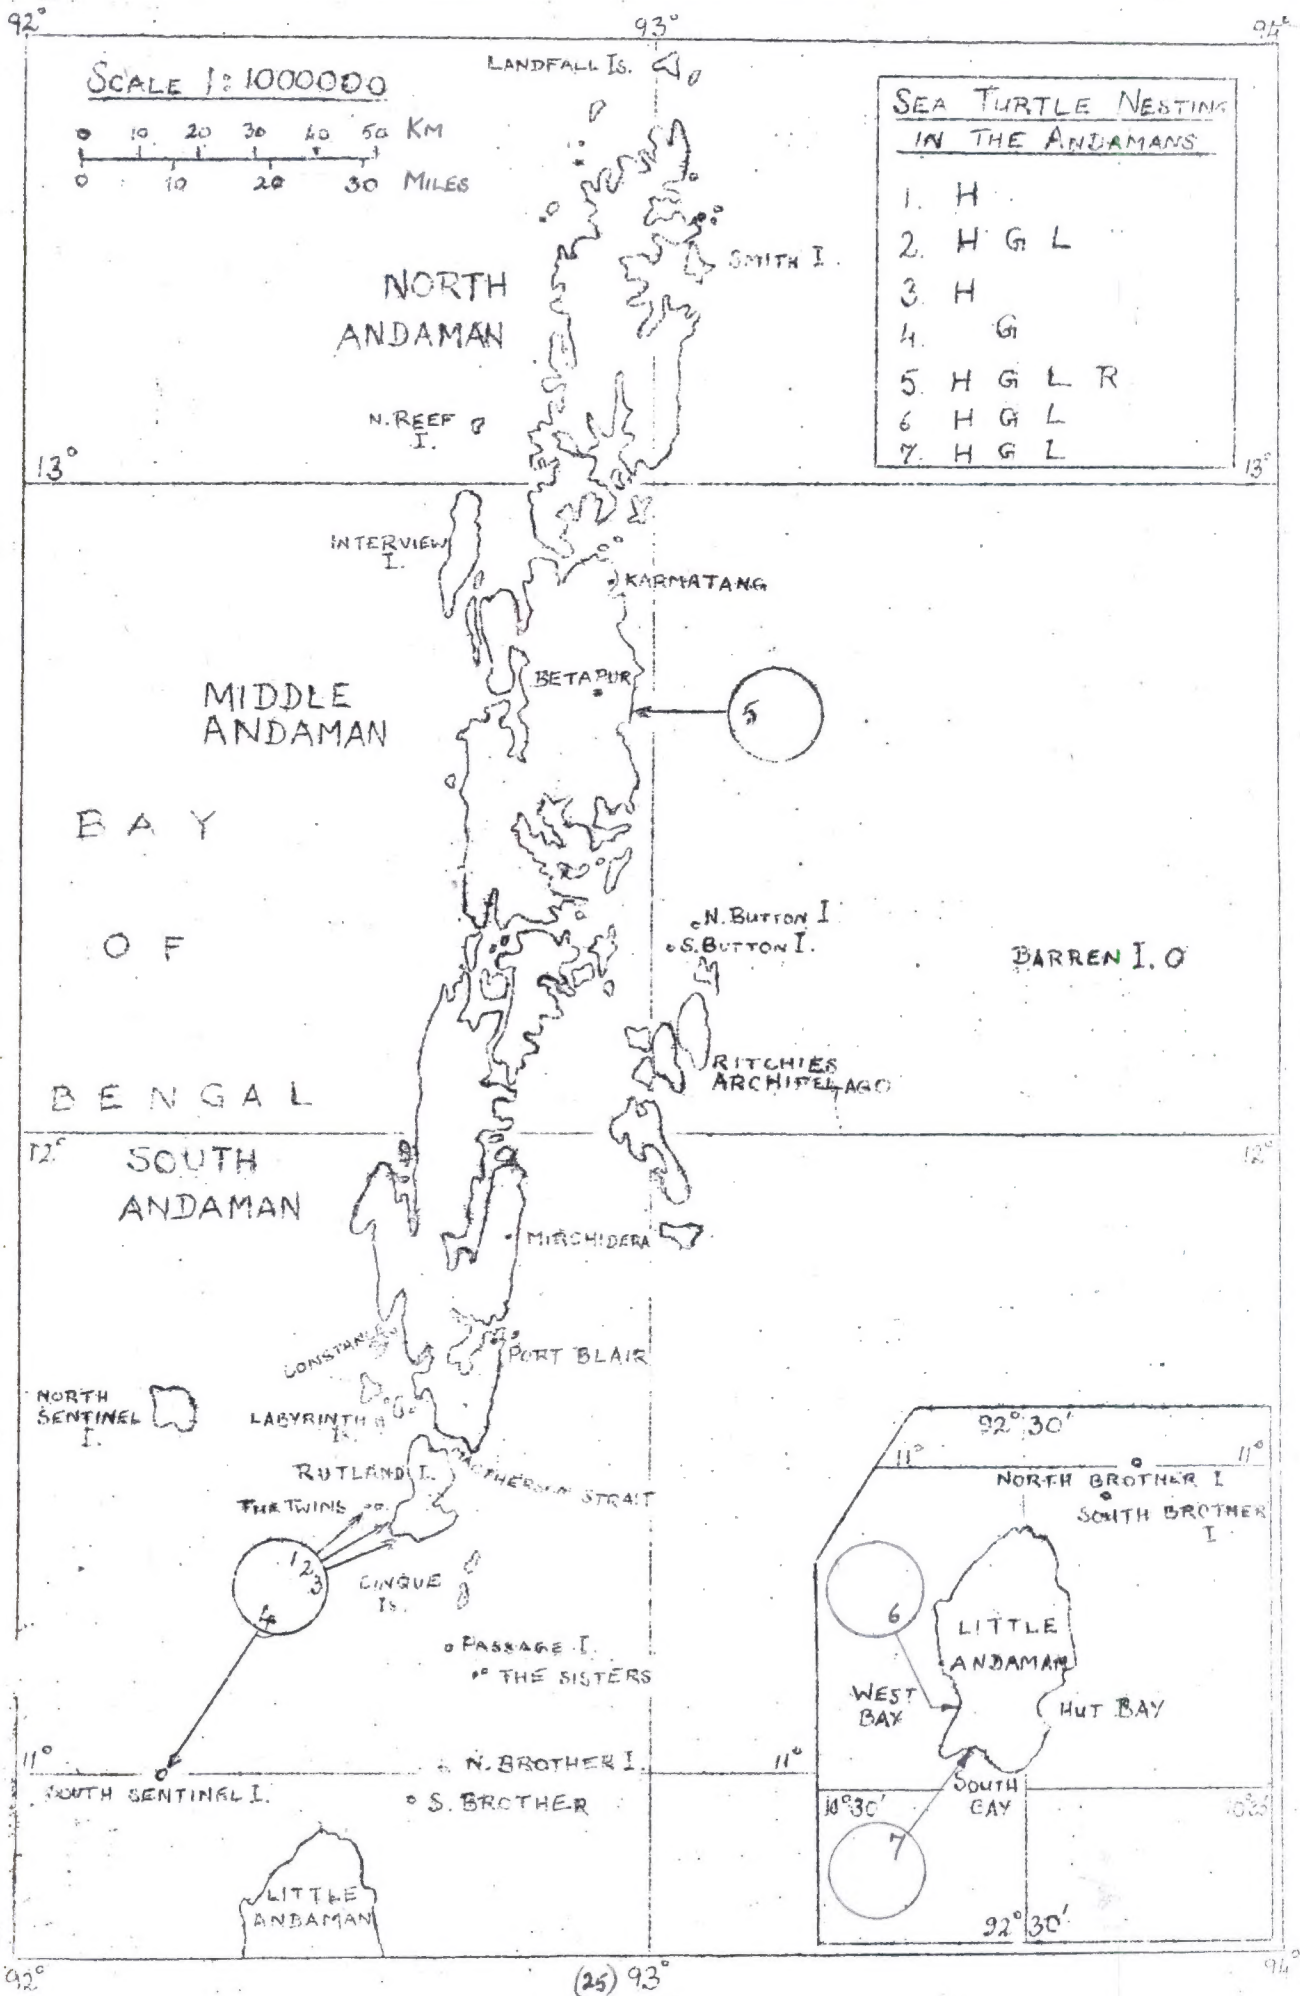 92°
93°
94°
SCALE 1:1000000
0 10 20 30 40 50 KM
0 10 20 30 MILES
LANDFALL IS.
SEA TURTLE NESTING
IN THE ANDAMANS
1. H
2. H G L
3. H
4. G
5. H G L R
6 H G L
7. H G L
SMITH I.
NORTH
ANDAMAN
N. REEF
I.
13°
13°
INTERVIEW
I.
KARMATANG
BETAPUR
MIDDLE
ANDAMAN
5
BAY
OF
BENGAL
N. BUTTON I
S. BUTTON I.
BARREN I.
RITCHIES
ARCHIPELAGO
12°
12°
SOUTH
ANDAMAN
MIRCHIDERA
CONSTANCE
PORT BLAIR
NORTH
SENTINEL
I.
LABYRINTH
Is.
RUTLAND I.
STRAIT
THE TWINS
1
2
3
4
CINQUE
Is.
PASSAGE I.
THE SISTERS
11°
11°
N. BROTHER I.
SOUTH SENTINEL I.
S. BROTHER
LITTLE
ANDAMAN
92° 30'
11°
11°
NORTH BROTHER I
SOUTH BROTHER
I
6
LITTLE
ANDAMAN
WEST
BAY
HUT BAY
SOUTH
BAY
10°30'
7
92° 30'
92°
(25)
93°
94°